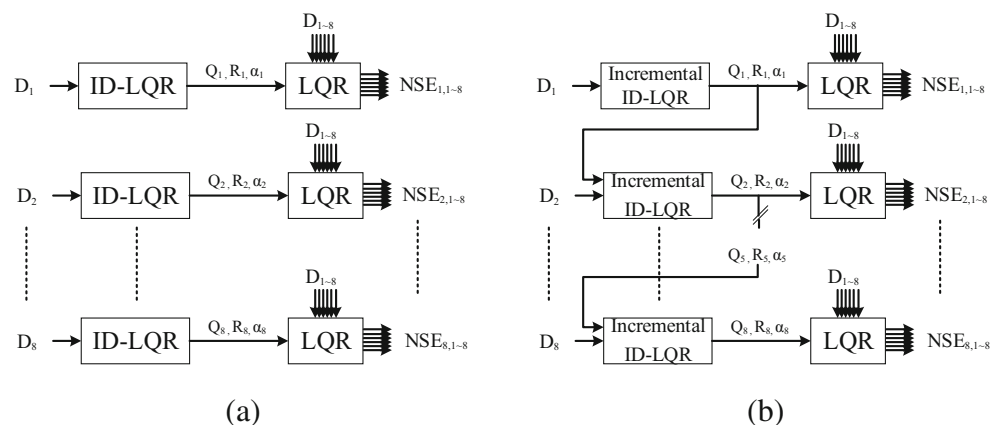 D1~8
D1 ID-LQR Q1, R1, α1 LQR NSE1,1~8
D1~8
D2 ID-LQR Q2, R2, α2 LQR NSE2,1~8
D1~8
D8 ID-LQR Q8, R8, α8 LQR NSE8,1~8
(a)
D1~8
D1 Incremental ID-LQR Q1, R1, α1 LQR NSE1,1~8
D1~8
D2 Incremental ID-LQR Q2, R2, α2 LQR NSE2,1~8
Q5, R5, α5
D1~8
D8 Incremental ID-LQR Q8, R8, α8 LQR NSE8,1~8
(b)